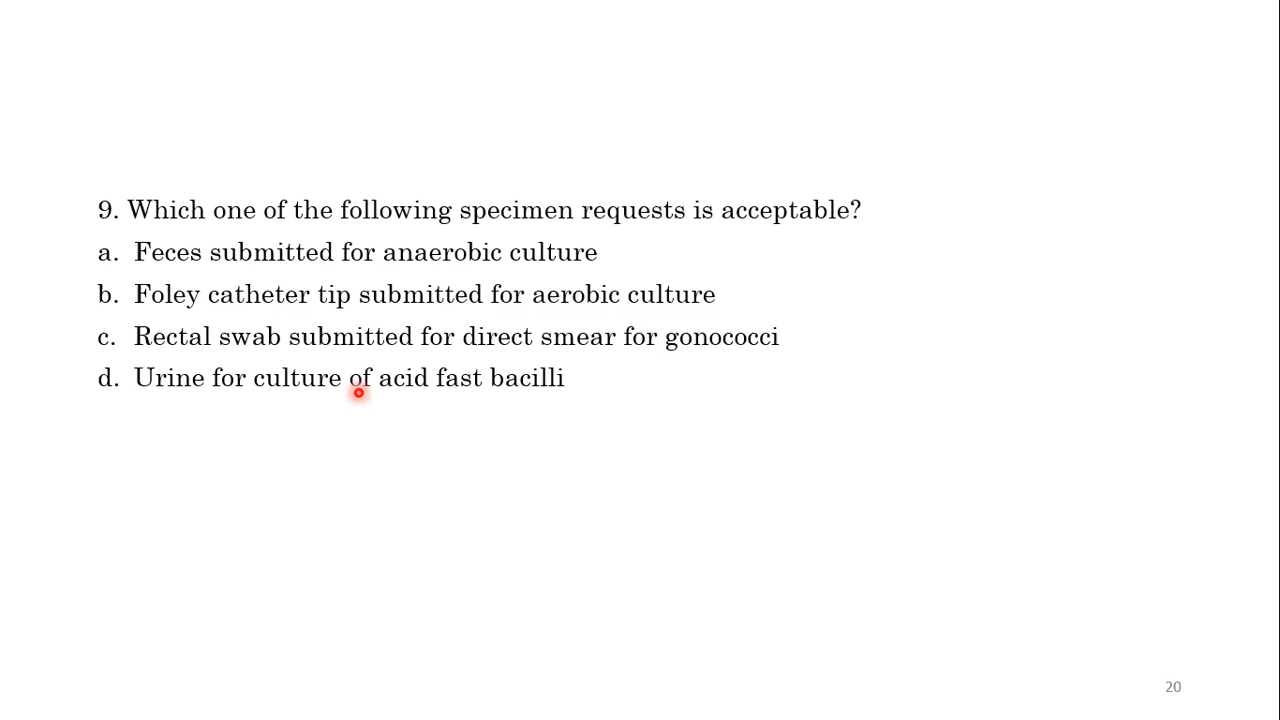 9. Which one of the following specimen requests is acceptable?
a. Feces submitted for anaerobic culture
b. Foley catheter tip submitted for aerobic culture
c. Rectal swab submitted for direct smear for gonococci
d. Urine for culture of acid fast bacilli
20